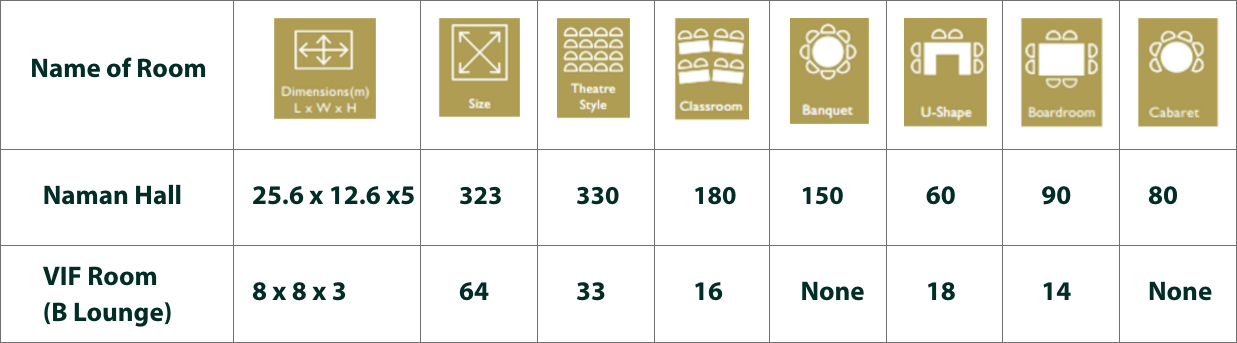 Name of Room
Dimensions(m)
L x W x H
Size
Theatre
Style
Classroom
Banquet
U-Shape
Boardroom
Cabaret
Naman Hall 25.6 x 12.6 x5 323 330 180 150 60 90 80
VIF Room
(B Lounge) 8 x 8 x 3 64 33 16 None 18 14 None